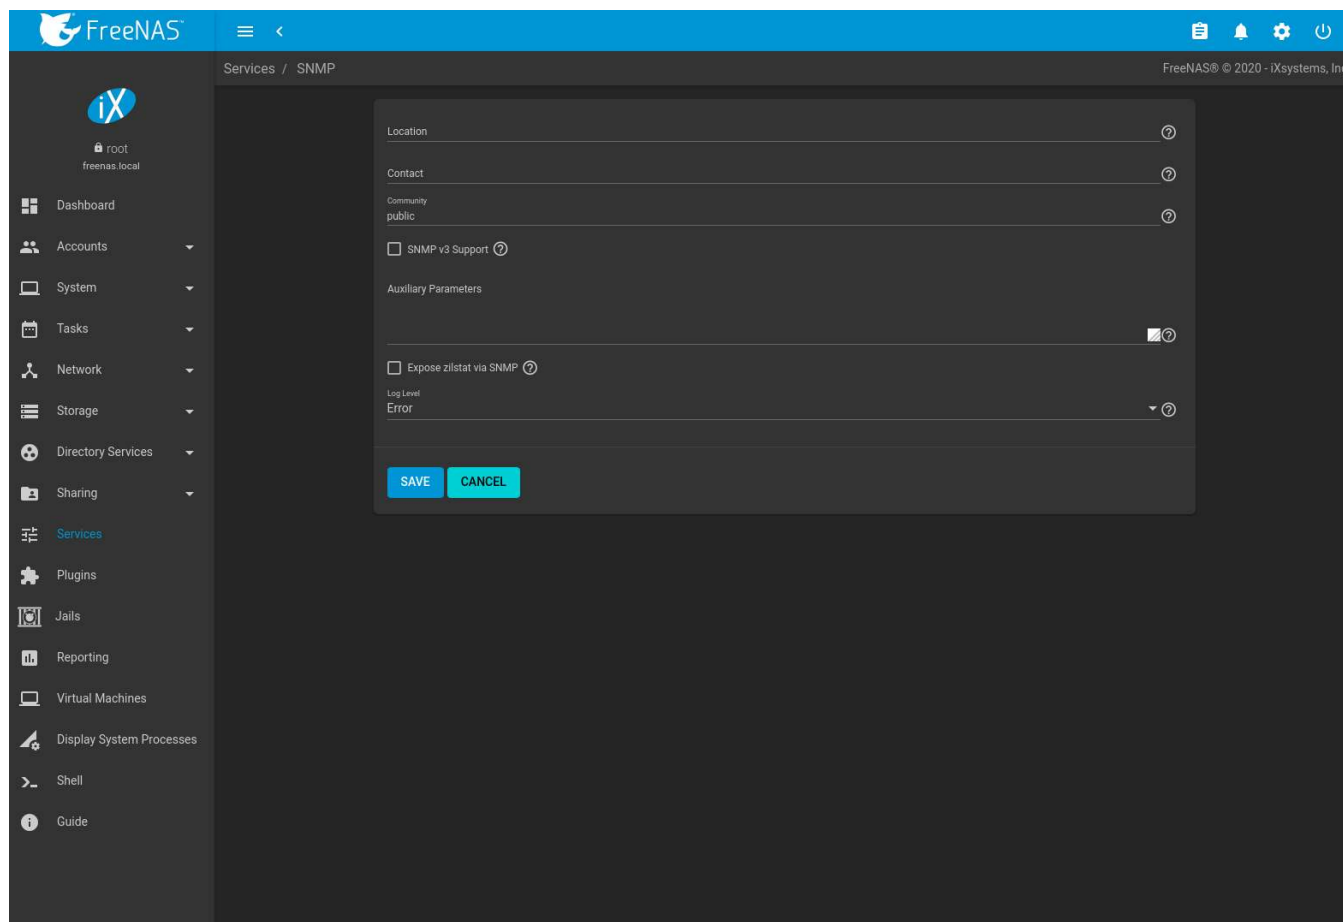 FreeNAS
Services / SNMP
FreeNAS® © 2020 - iXsystems, Inc
iX
root
freenas.local
Dashboard
Accounts
System
Tasks
Network
Storage
Directory Services
Sharing
Services
Plugins
Jails
Reporting
Virtual Machines
Display System Processes
Shell
Guide
Location
Contact
Community
public
SNMP v3 Support
Auxiliary Parameters
Expose zilstat via SNMP
Log Level
Error
SAVE CANCEL